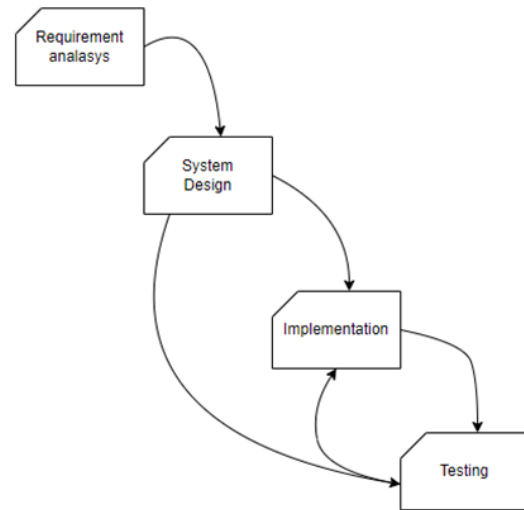 Requirement
analasys
System
Design
Implementation
Testing